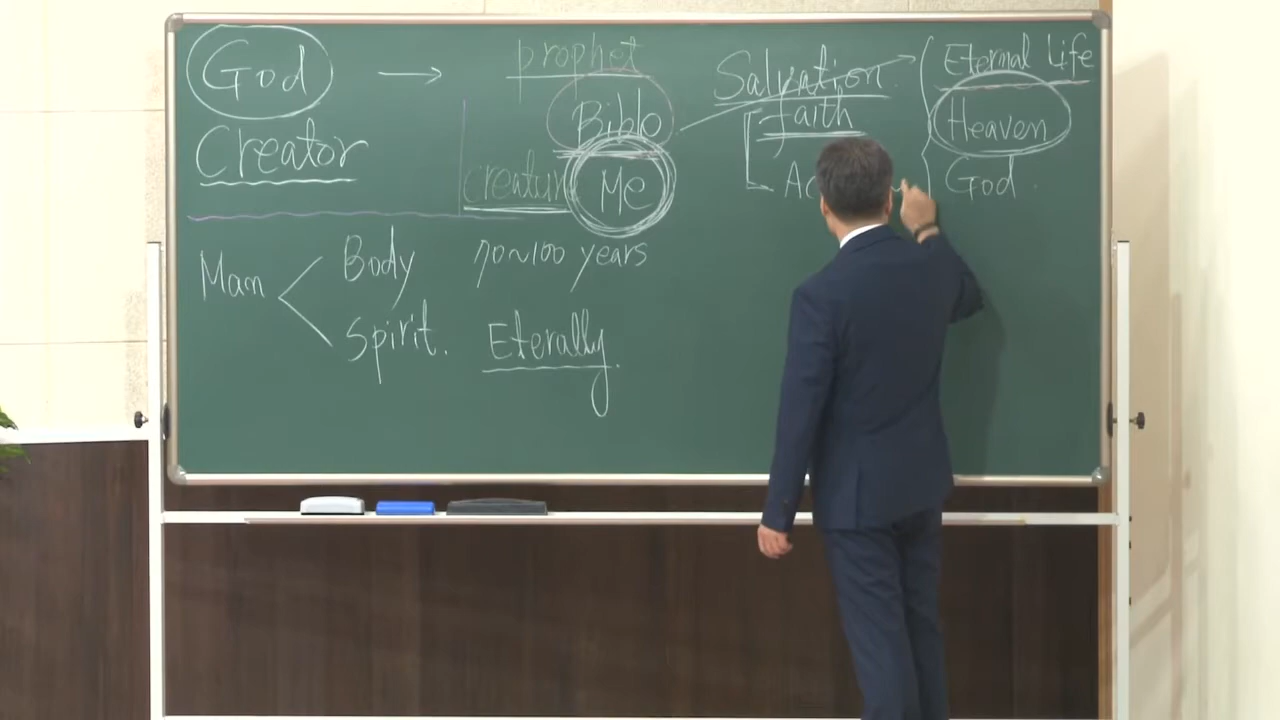 God → prophet
Bible
Creator
creature Me
Salvation
faith
Eternal Life
Heaven
God.
Man
Body 70~100 years
Spirit. Eterally.